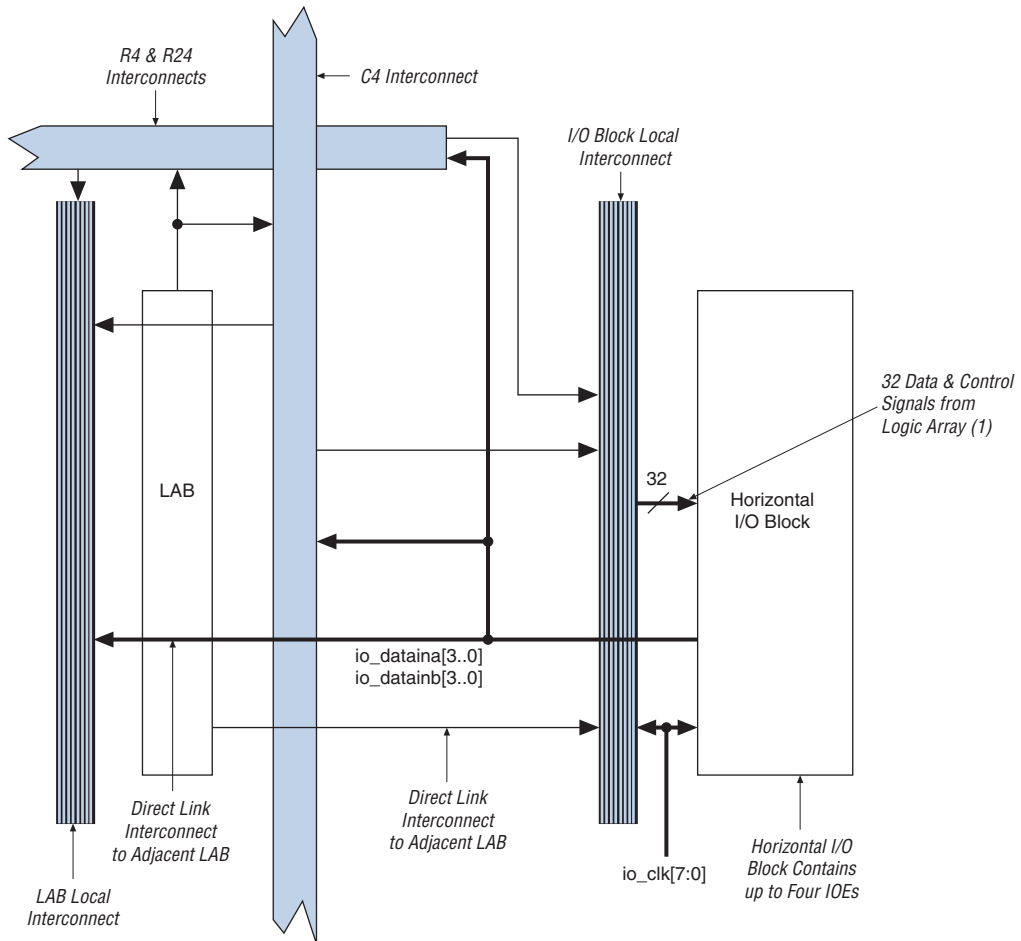 R4 & R24
Interconnects
C4 Interconnect
I/O Block Local
Interconnect
32 Data & Control
Signals from
Logic Array (1)
32
LAB
Horizontal
I/O Block
io_dataina[3..0]
io_datainb[3..0]
Direct Link
Interconnect
to Adjacent LAB
Direct Link
Interconnect
to Adjacent LAB
io_clk[7:0]
Horizontal I/O
Block Contains
up to Four IOEs
LAB Local
Interconnect